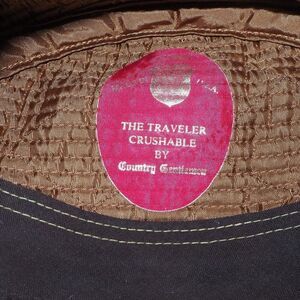 U.S.A.
THE TRAVELER
CRUSHABLE
BY
Country Gentleman